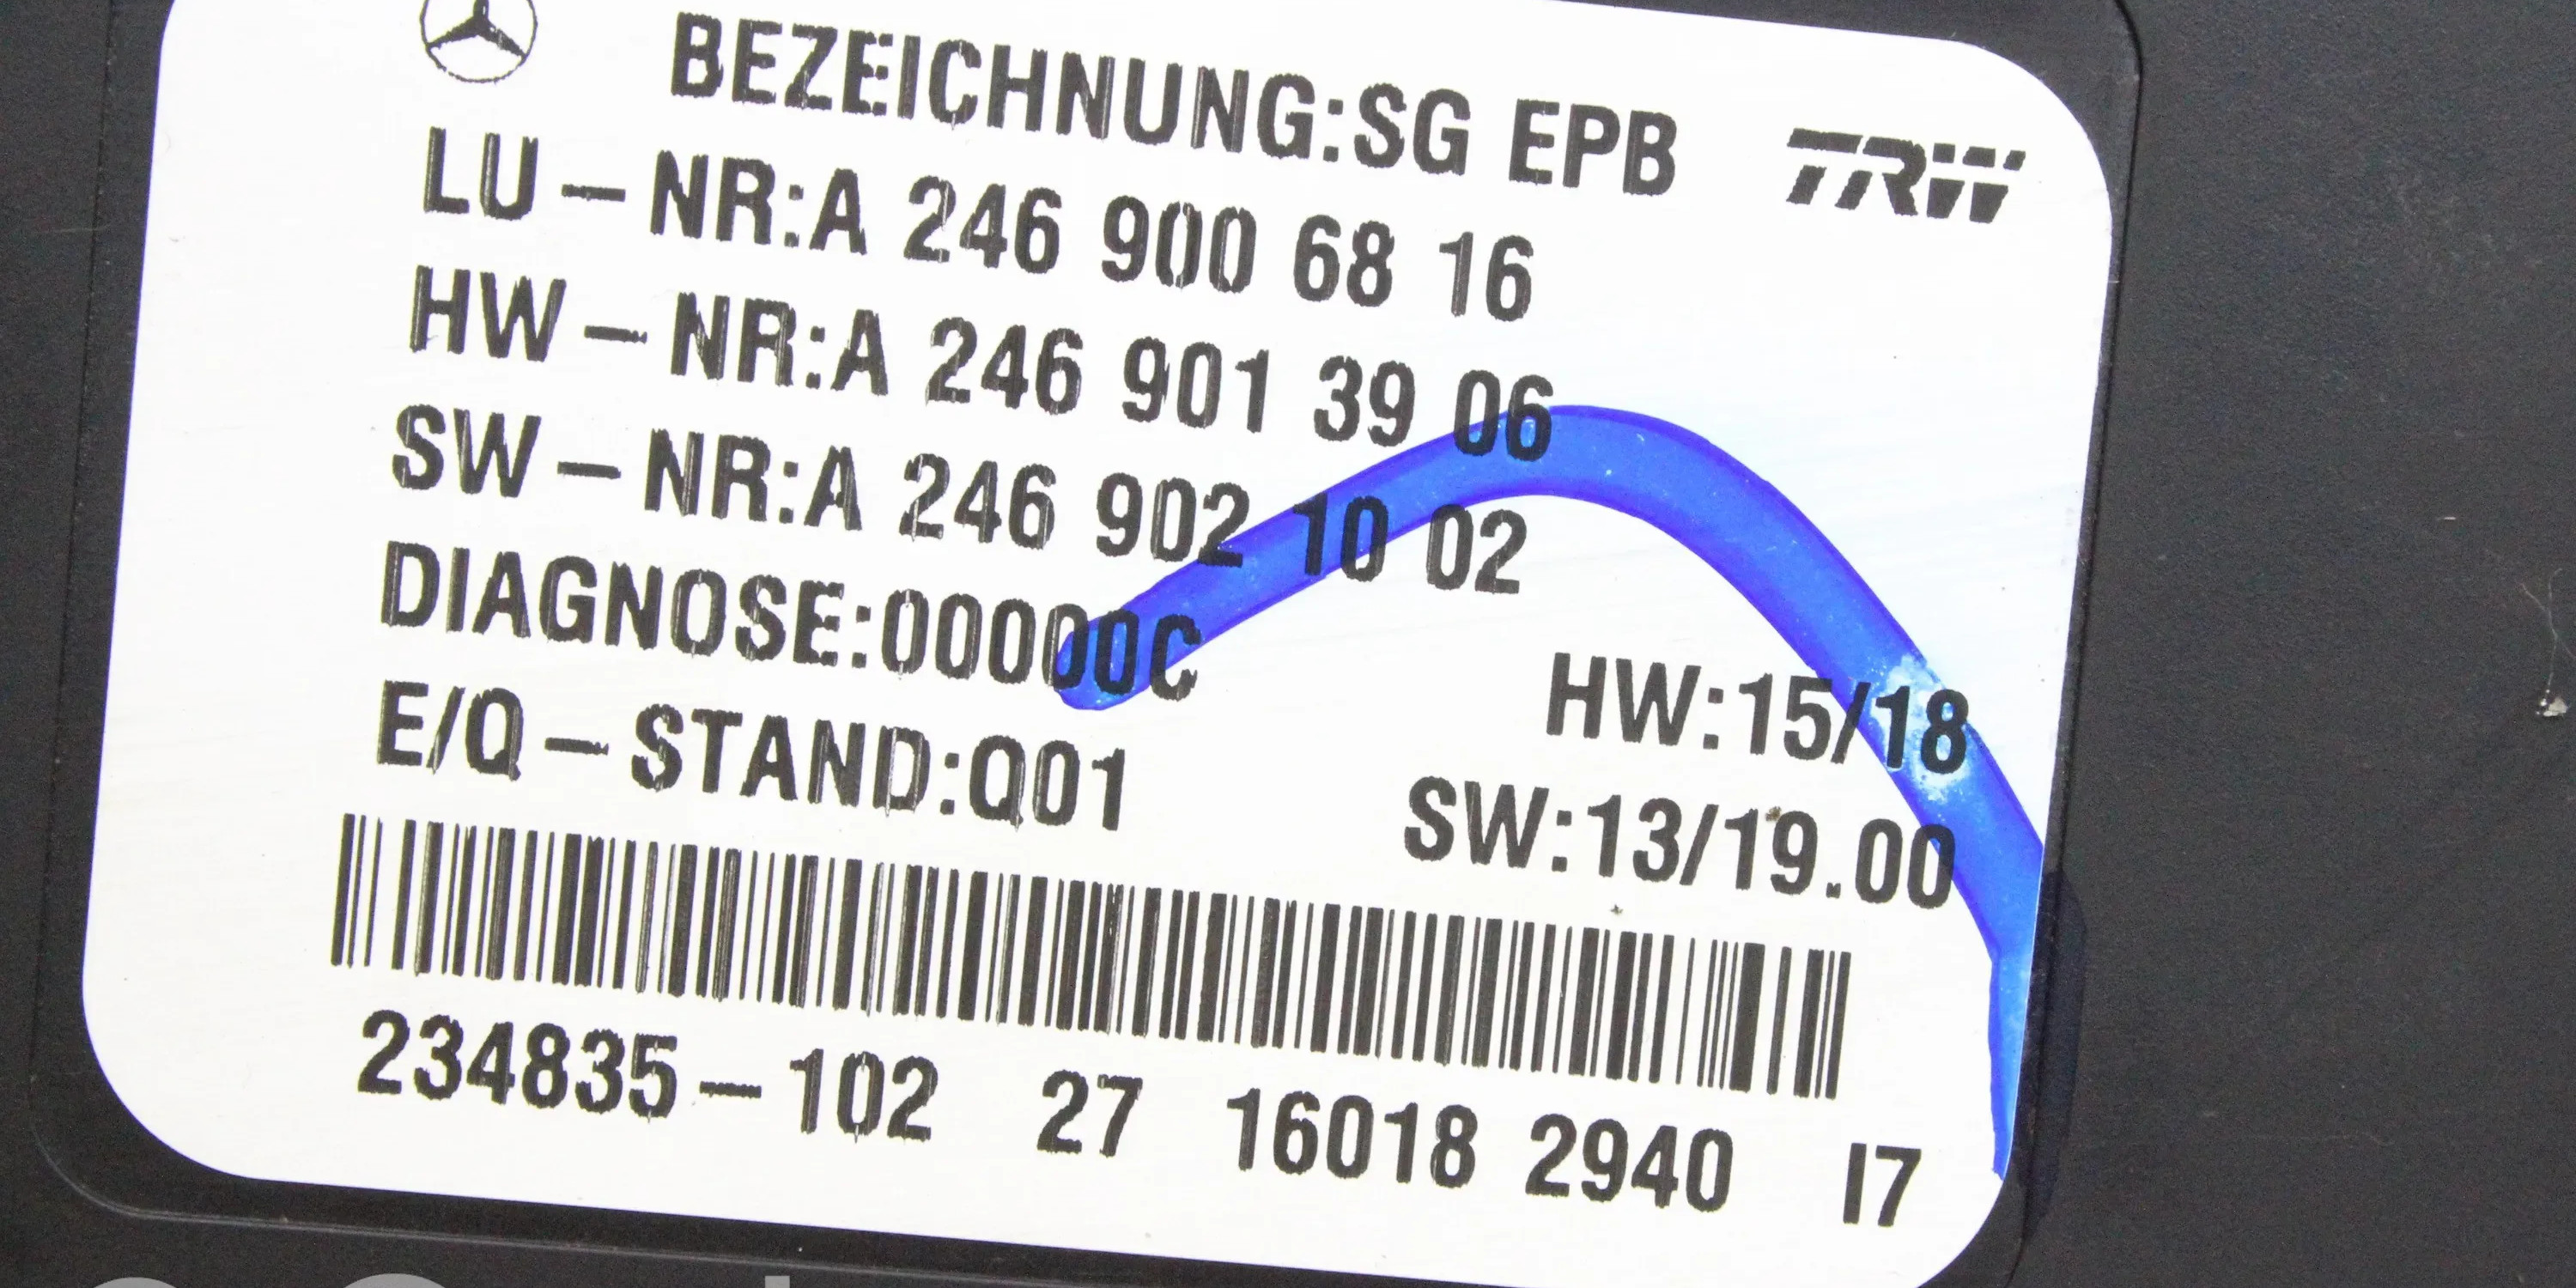 BEZEICHNUNG:SG EPB
TRW
LU-NR:A 246 900 68 16
HW-NR:A 246 901 39 06
SW-NR:A 246 902 10 02
DIAGNOSE:00000C
E/Q-STAND:Q01
HW:15/18
SW:13/19.00
234835-102 27 16018 2940 I7